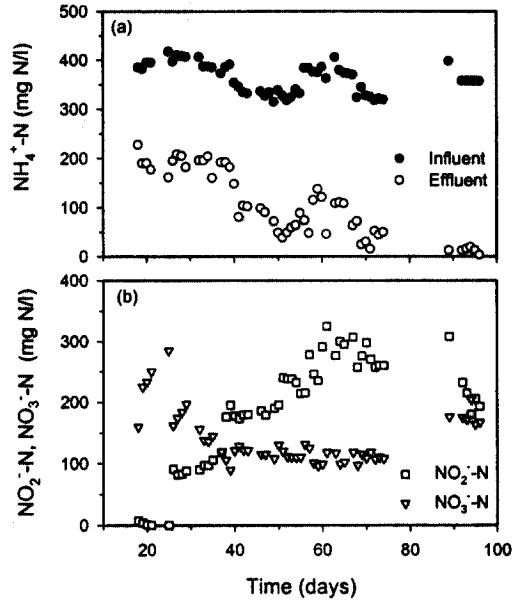 500
(a)
400
300
200
100
0
NH₄⁺-N (mg N/l)
Influent
Effluent
400
(b)
300
200
100
0
NO₂⁻-N, NO₃⁻-N (mg N/l)
NO₂⁻-N
NO₃⁻-N
20 40 60 80 100
Time (days)